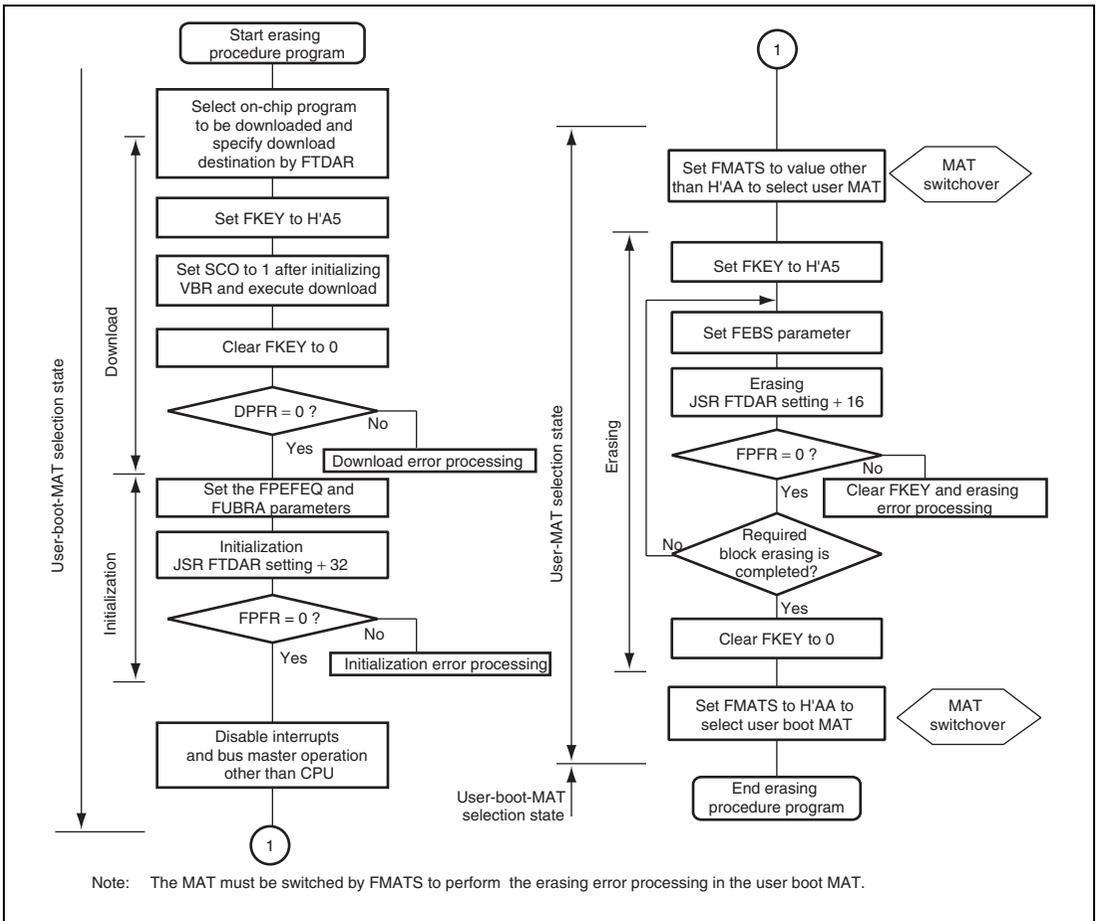 Start erasing
procedure program
Select on-chip program
to be downloaded and
specify download
destination by FTDAR
Set FKEY to H'A5
Set SCO to 1 after initializing
VBR and execute download
Clear FKEY to 0
DPFR = 0 ?
No
Yes
Download error processing
Set the FPEFEQ and
FUBRA parameters
Initialization
JSR FTDAR setting + 32
FPFR = 0 ?
No
Yes
Initialization error processing
Disable interrupts
and bus master operation
other than CPU
1
User-boot-MAT selection state
Download
Initialization
1
Set FMATS to value other
than H'AA to select user MAT
MAT
switchover
Set FKEY to H'A5
Set FEBS parameter
Erasing
JSR FTDAR setting + 16
FPFR = 0 ?
No
Yes
Clear FKEY and erasing
error processing
Required
block erasing is
completed?
No
Yes
Clear FKEY to 0
Set FMATS to H'AA to
select user boot MAT
MAT
switchover
End erasing
procedure program
User-MAT selection state
Erasing
User-boot-MAT
selection state
Note: The MAT must be switched by FMATS to perform the erasing error processing in the user boot MAT.